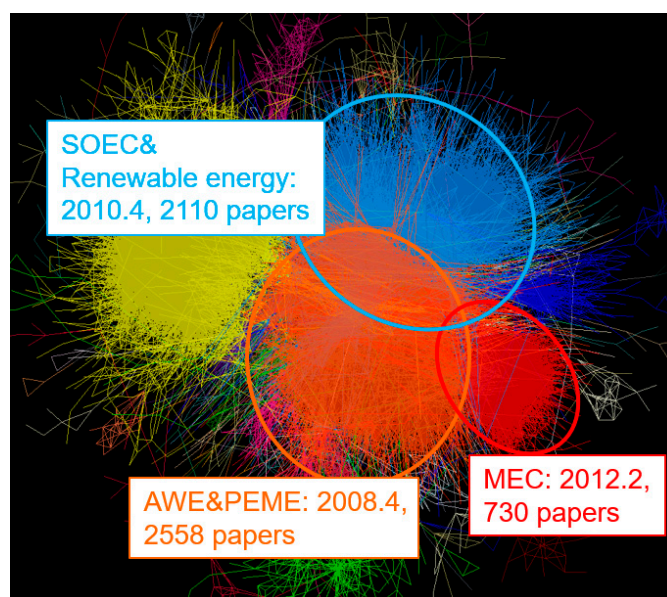 SOEC&
Renewable energy:
2010.4, 2110 papers
AWE&PEME: 2008.4,
2558 papers
MEC: 2012.2,
730 papers